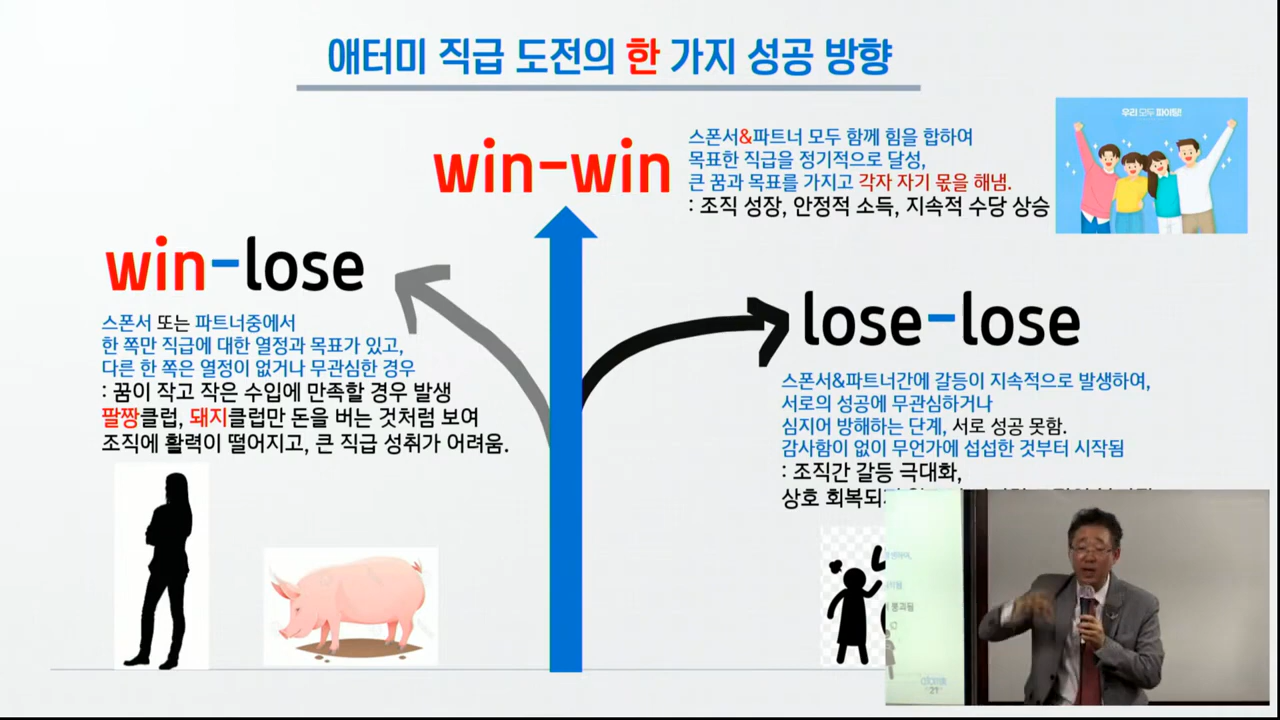 애터미 직급 도전의 한 가지 성공 방향
win-win
스폰서&파트너 모두 함께 힘을 합하여
목표한 직급을 정기적으로 달성,
큰 꿈과 목표를 가지고 각자 자기 몫을 해냄.
: 조직 성장, 안정적 소득, 지속적 수당 상승
우리 모두 파이팅!
win-lose
스폰서 또는 파트너중에서
한 쪽만 직급에 대한 열정과 목표가 있고,
다른 한 쪽은 열정이 없거나 무관심한 경우
: 꿈이 작고 작은 수입에 만족할 경우 발생
팔짱클럽, 돼지클럽만 돈을 버는 것처럼 보여
조직에 활력이 떨어지고, 큰 직급 성취가 어려움.
lose-lose
스폰서&파트너간에 갈등이 지속적으로 발생하여,
서로의 성공에 무관심하거나
심지어 방해하는 단계, 서로 성공 못함.
감사함이 없이 무언가에 섭섭한 것부터 시작됨
: 조직간 갈등 극대화,
상호 회복되지
붕괴됨
21